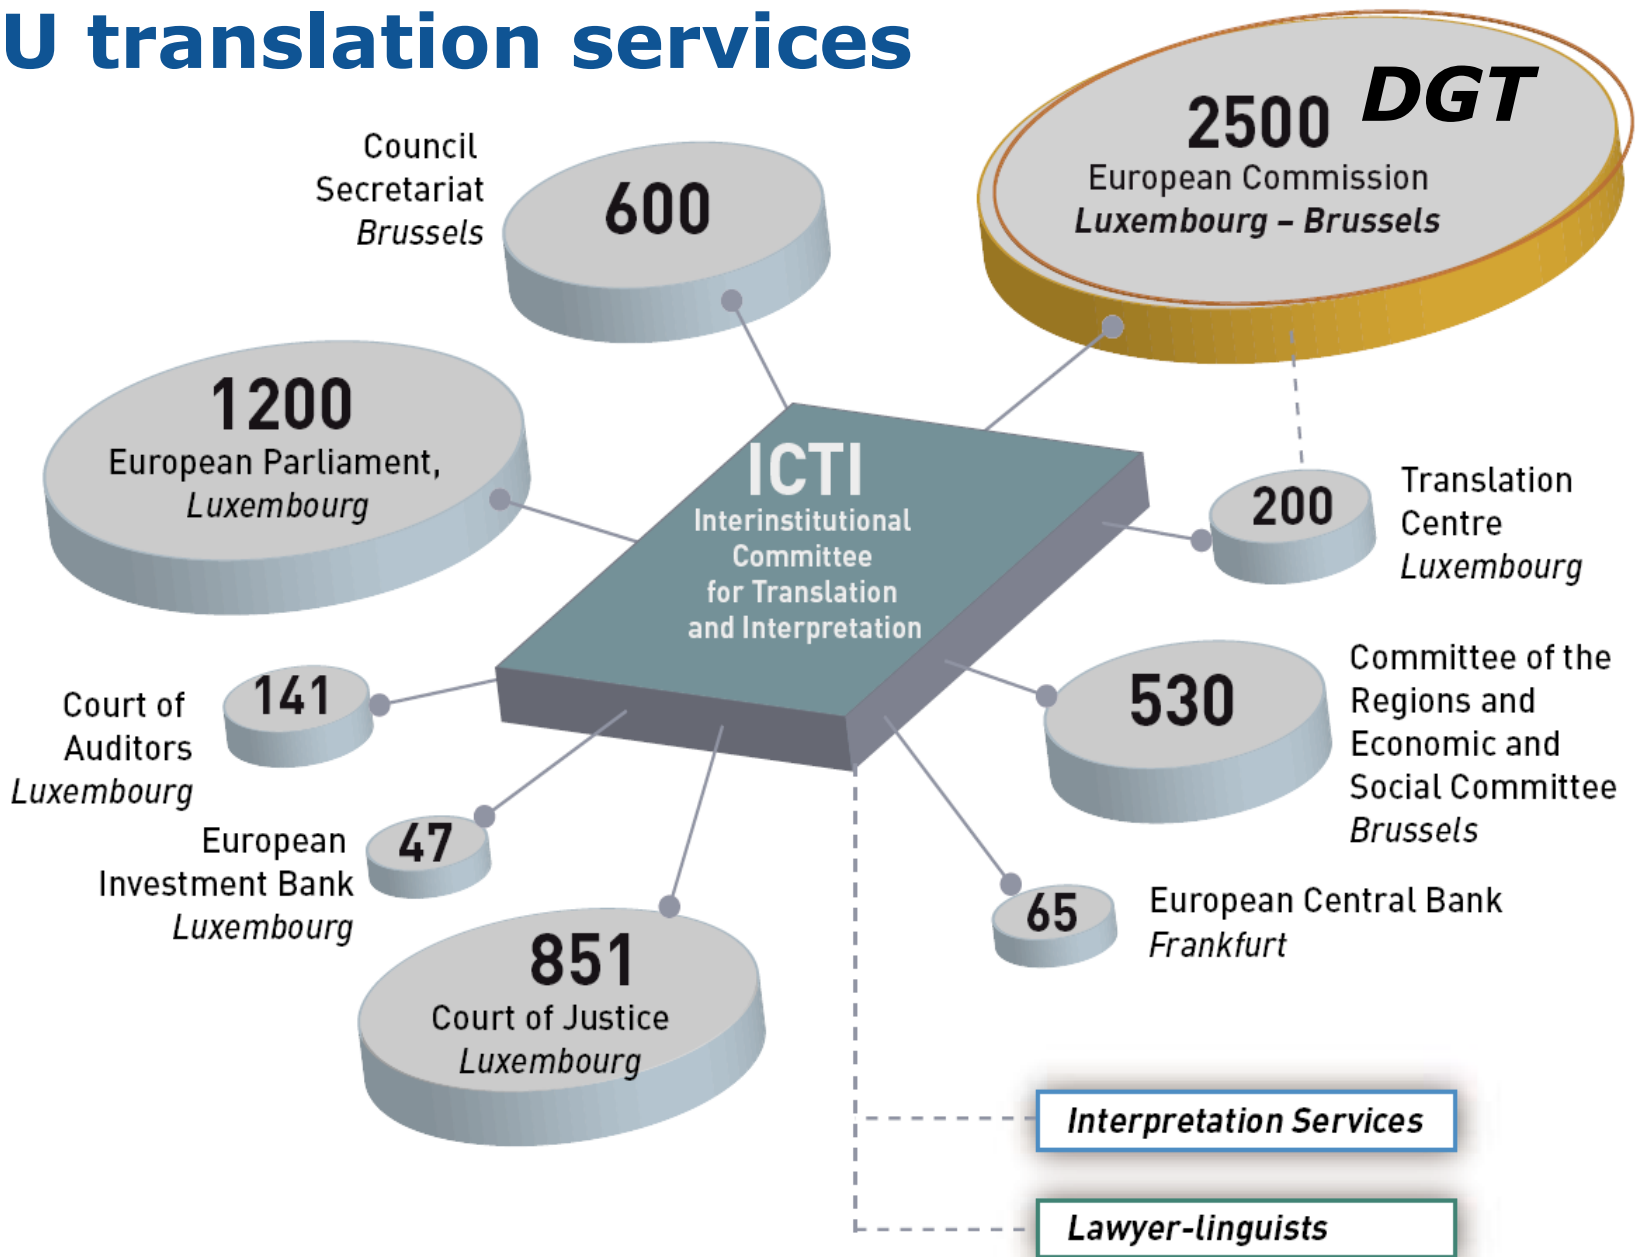 U translation services
DGT
2500
European Commission
Luxembourg – Brussels
Council
Secretariat
Brussels
600
1200
European Parliament,
Luxembourg
ICTI
Interinstitutional
Committee
for Translation
and Interpretation
200
Translation
Centre
Luxembourg
530
Committee of the
Regions and
Economic and
Social Committee
Brussels
141
Court of
Auditors
Luxembourg
47
European
Investment Bank
Luxembourg
65
European Central Bank
Frankfurt
851
Court of Justice
Luxembourg
Interpretation Services
Lawyer-linguists